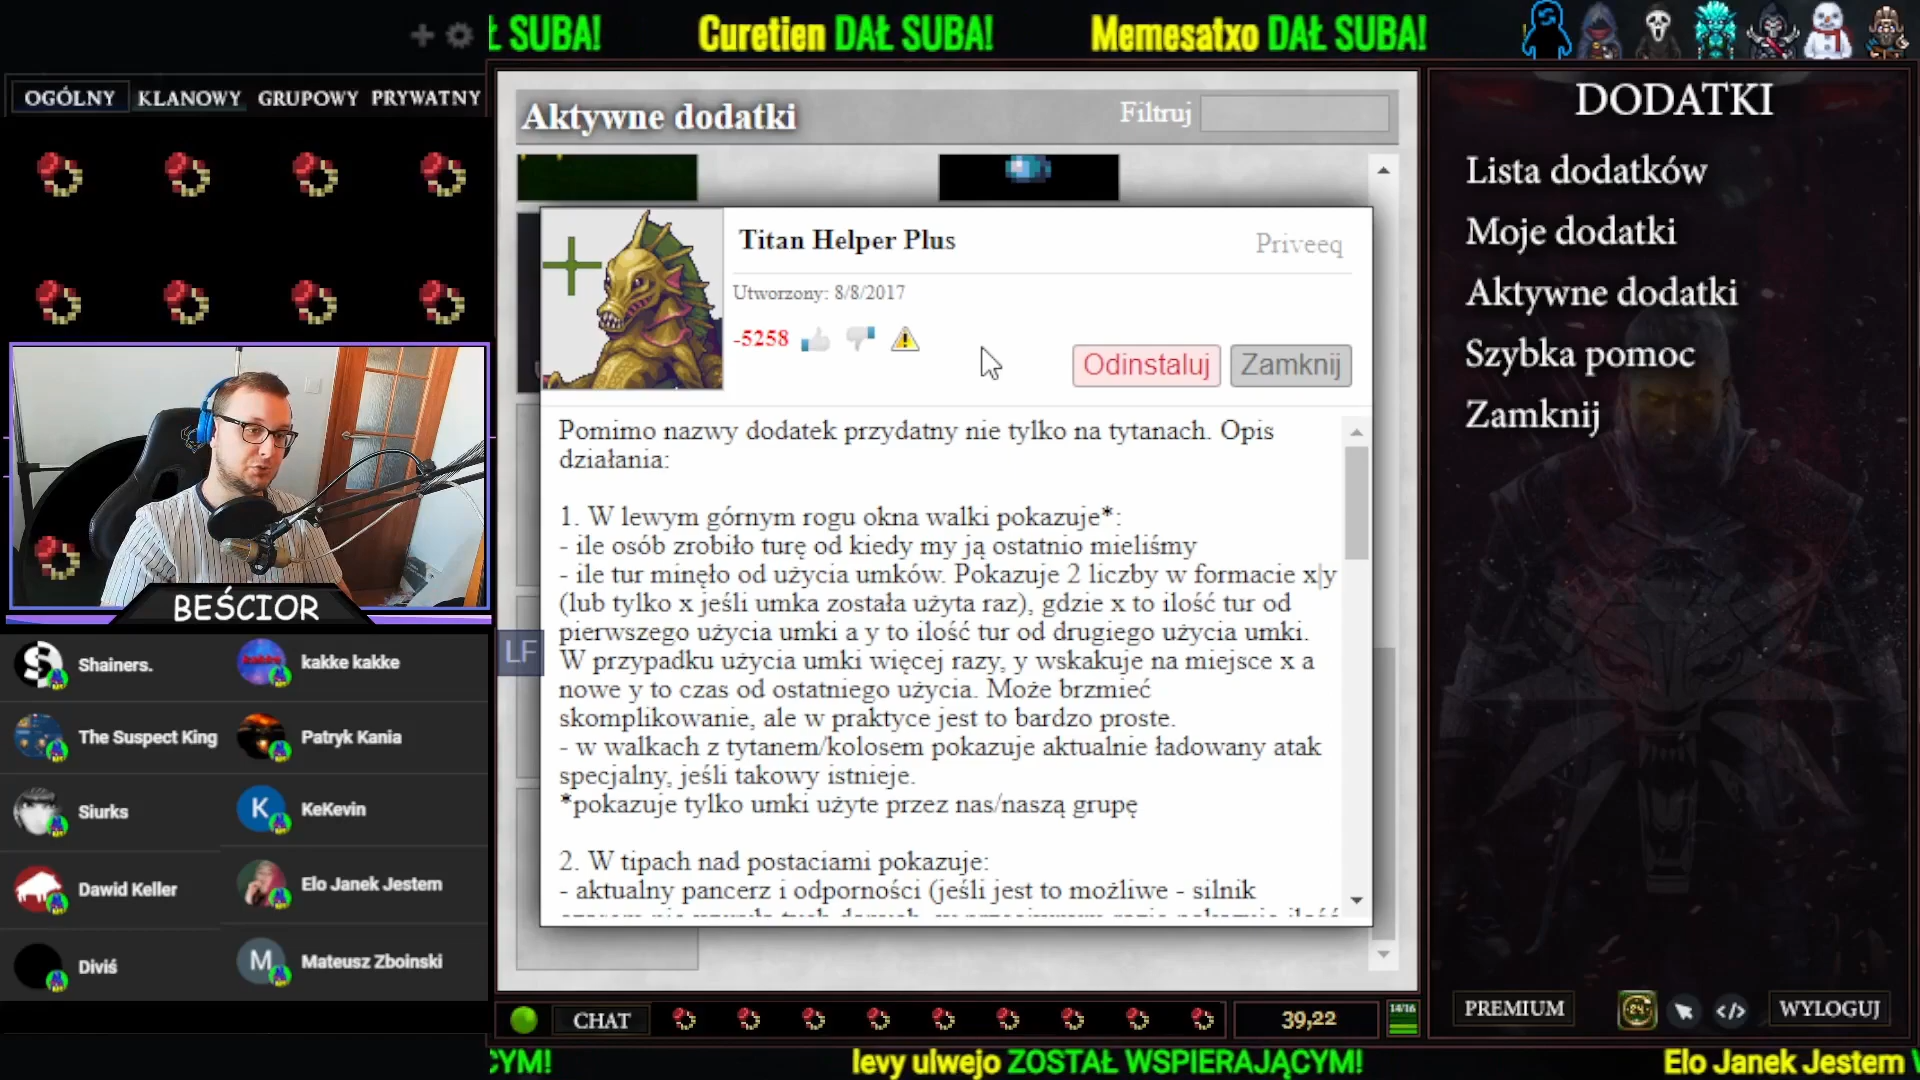 Ł SUBA!
Curetien DAŁ SUBA!
Memesatxo DAŁ SUBA!
OGÓLNY
KLANOWY
GRUPOWY
PRYWATNY
Aktywne dodatki
Filtruj
DODATKI
Lista dodatków
Moje dodatki
Aktywne dodatki
Szybka pomoc
Zamknij
Titan Helper Plus
Priveeq
Utworzony: 8/8/2017
-5258
Odinstaluj
Zamknij
Pomimo nazwy dodatek przydatny nie tylko na tytanach. Opis
działania:
1. W lewym górnym rogu okna walki pokazuje*:
- ile osób zrobiło turę od kiedy my ją ostatnio mieliśmy
- ile tur minęło od użycia umków. Pokazuje 2 liczby w formacie x|y
(lub tylko x jeśli umka została użyta raz), gdzie x to ilość tur od
pierwszego użycia umki a y to ilość tur od drugiego użycia umki.
W przypadku użycia umki więcej razy, y wskakuje na miejsce x a
nowe y to czas od ostatniego użycia. Może brzmieć
skomplikowanie, ale w praktyce jest to bardzo proste.
- w walkach z tytanem/kolosem pokazuje aktualnie ładowany atak
specjalny, jeśli takowy istnieje.
*pokazuje tylko umki użyte przez nas/naszą grupę
2. W tipach nad postaciami pokazuje:
- aktualny pancerz i odporności (jeśli jest to możliwe - silnik
LF
BEŚCIOR
Shainers.
kakke kakke
The Suspect King
Patryk Kania
Siurks
K
KeKevin
Dawid Keller
Elo Janek Jestem
Diviś
M
Mateusz Zboinski
CHAT
39,22
14/16
PREMIUM
24
</>
WYLOGUJ
CYM!
levy ulwejo ZOSTAŁ WSPIERAJĄCYM!
Elo Janek Jestem